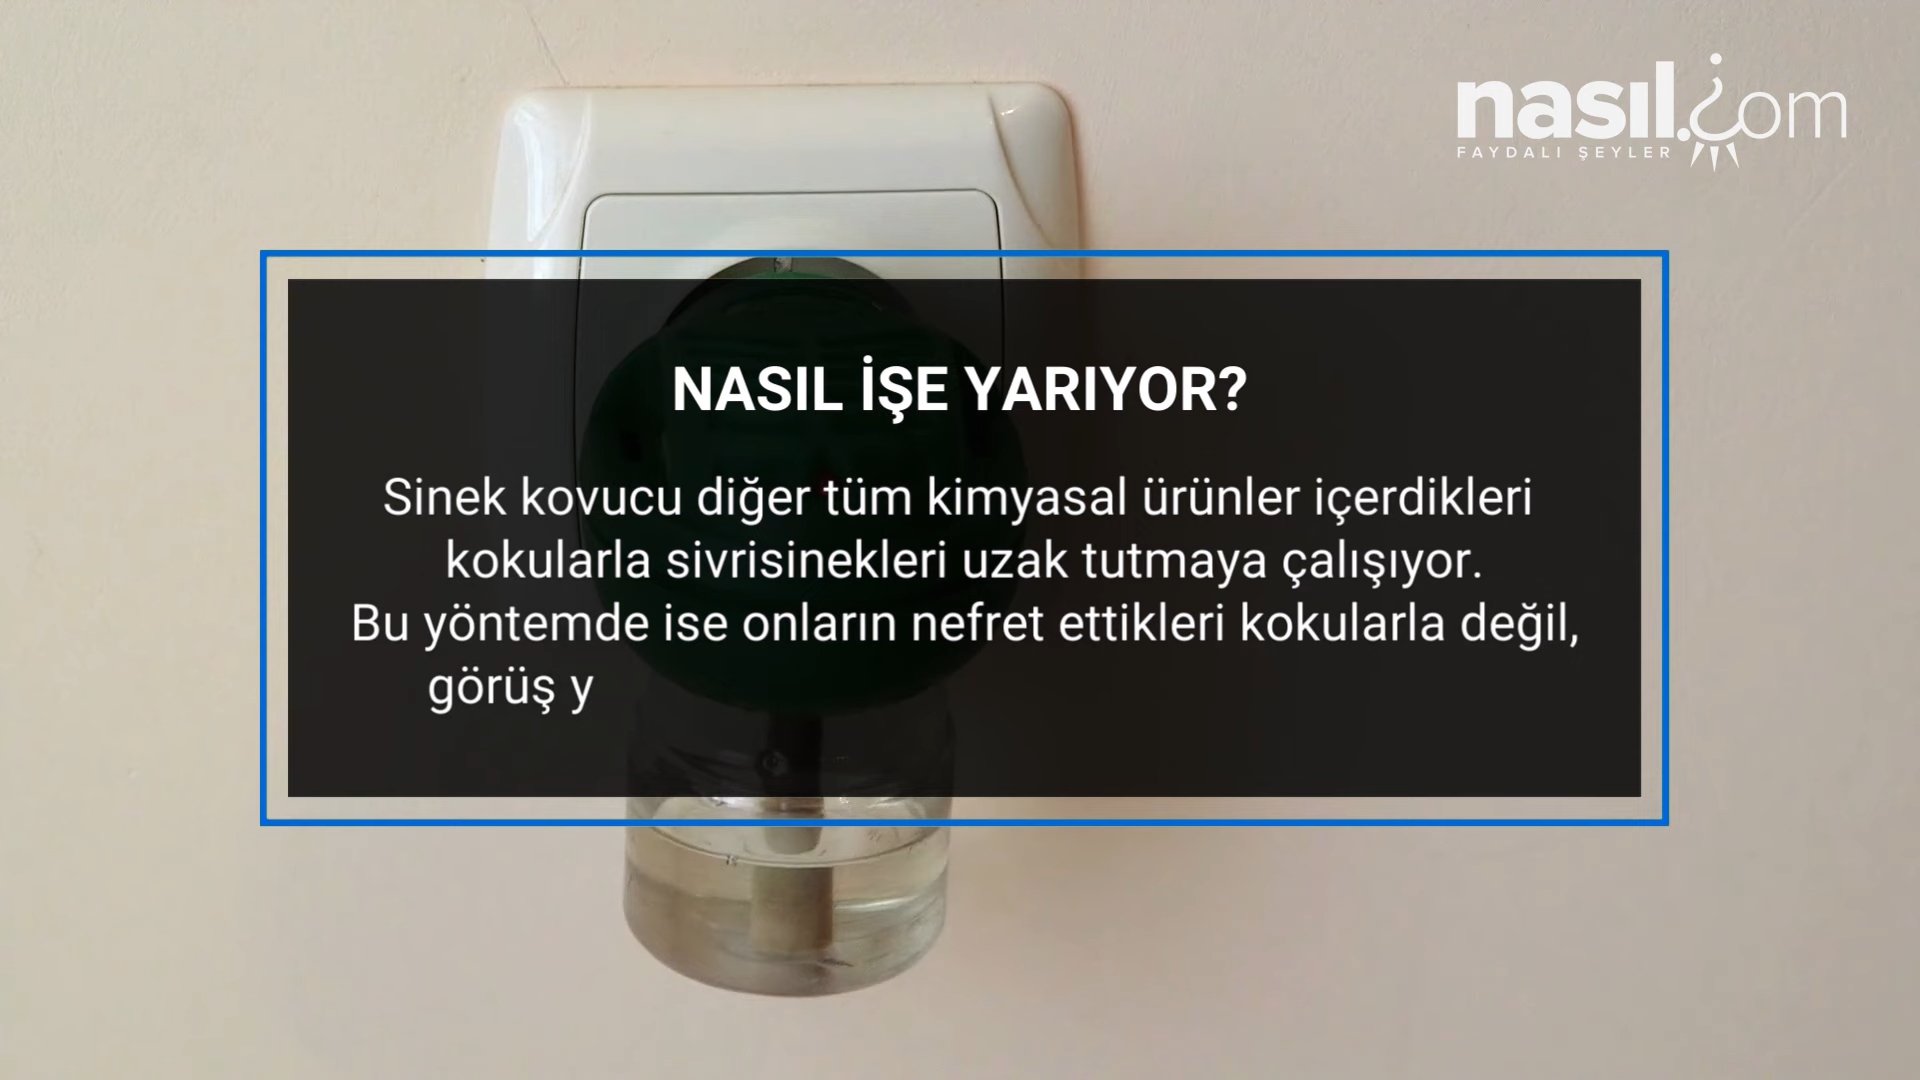 nasıl.com
FAYDALI ŞEYLER
NASIL İŞE YARIYOR?
Sinek kovucu diğer tüm kimyasal ürünler içerdikleri
kokularla sivrisinekleri uzak tutmaya çalışıyor.
Bu yöntemde ise onların nefret ettikleri kokularla değil,
görüş y